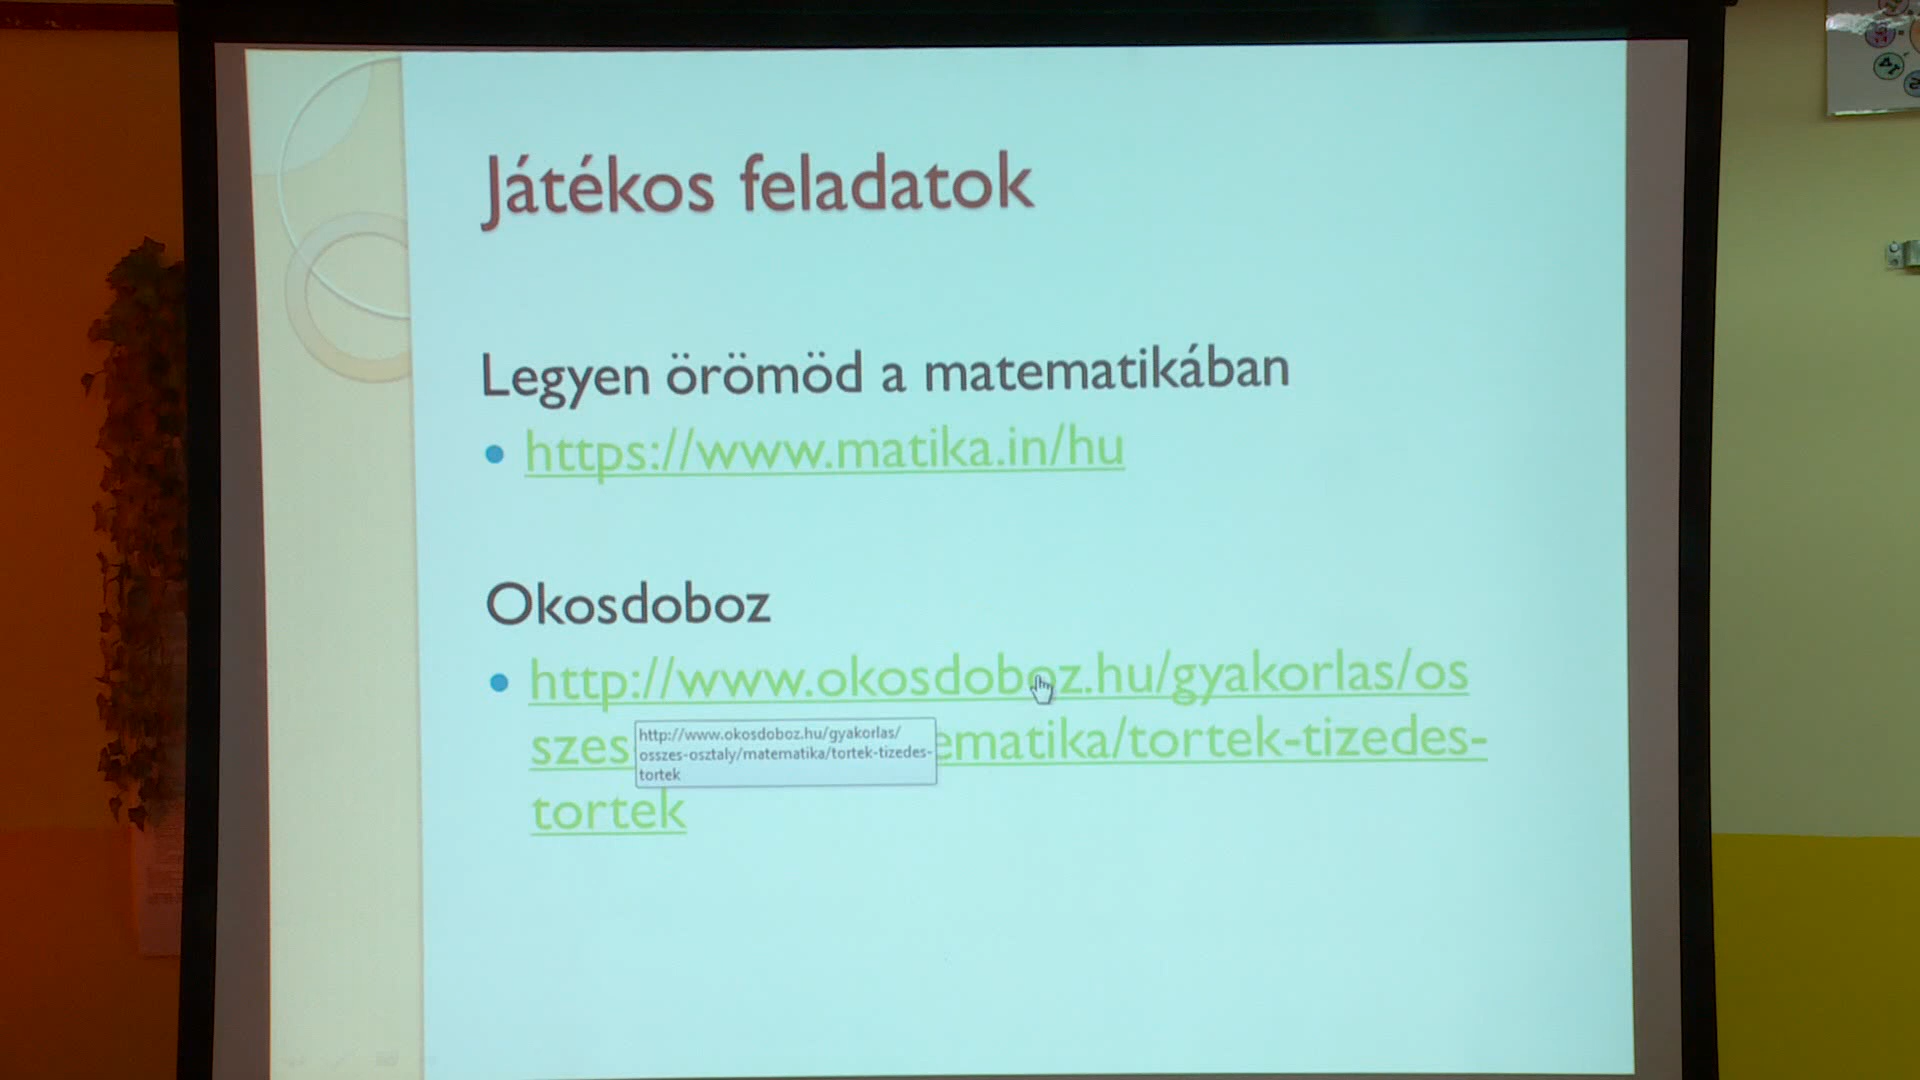 Játékos feladatok
Legyen örömöd a matematikában
https://www.matika.in/hu
Okosdoboz
http://www.okosdoboz.hu/gyakorlas/os
szes
ematika/tortek-tizedes-
tortek
http://www.okosdoboz.hu/gyakorlas/
osszes-osztaly/matematika/tortek-tizedes-
tortek